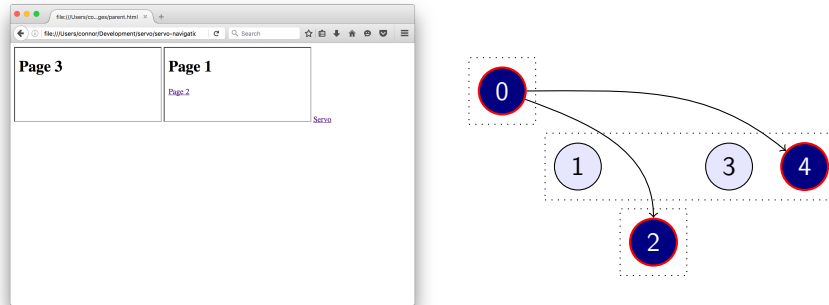 file:///Users/co...ges/parent.html × +
file:///Users/connor/Development/servo/servo-navigatic
Search
Page 3
Page 1
Page 2
Servo
0
1
3
4
2